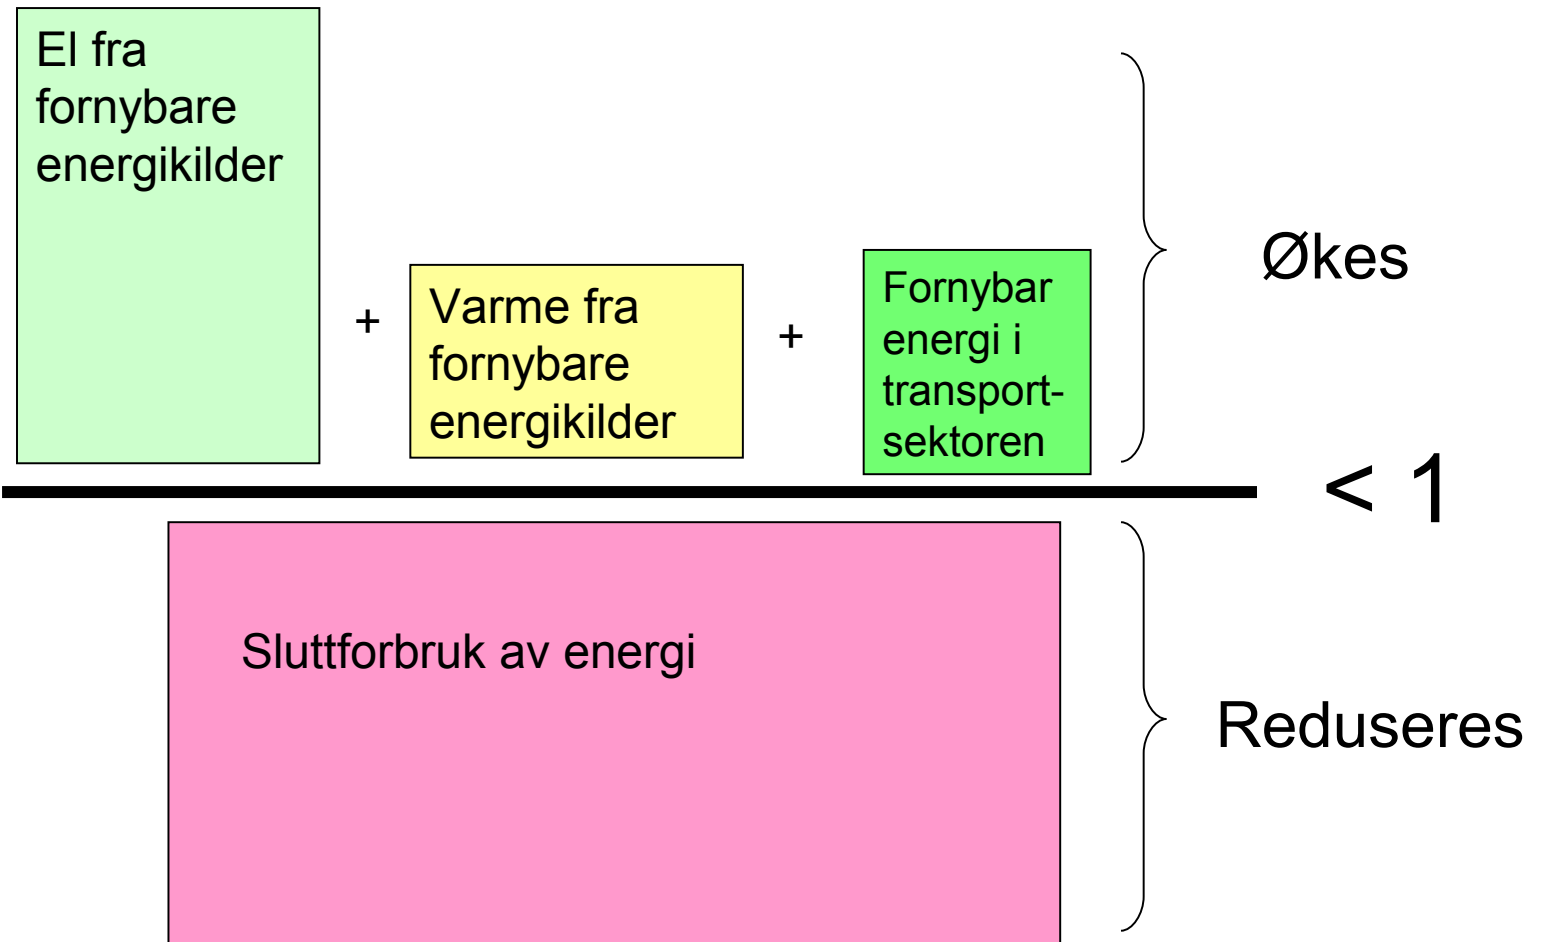 El fra
fornybare
energikilder
+
Varme fra
fornybare
energikilder
+
Fornybar
energi i
transport-
sektoren
Økes
< 1
Sluttforbruk av energi
Reduseres